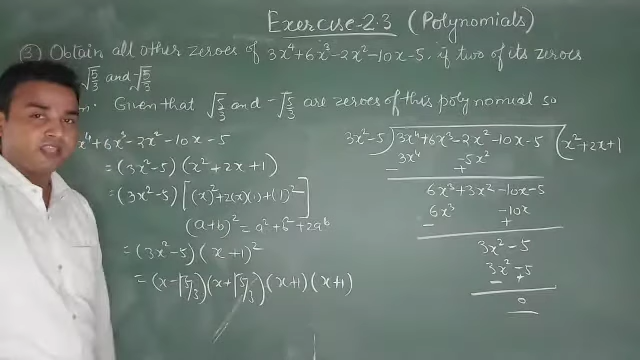 Exercise-2.3 (Polynomials)
③ Obtain all other zeroes of 3x⁴+6x³-2x²-10x-5, if two of its zeroes
√5/3 and -√5/3
Given that √5/3 and -√5/3 are zeroes of this polynomial so
x⁴+6x³-2x²-10x-5
=(3x²-5)(x²+2x+1)
=(3x²-5)[(x)²+2(x)(1)+(1)²]
(a+b)²=a²+b²+2ab
=(3x²-5)(x+1)²
=(x-√5/3)(x+√5/3)(x+1)(x+1)
3x²-5)3x⁴+6x³-2x²-10x-5(x²+2x+1
3x⁴ -5x²
- +
6x³+3x²-10x-5
6x³ -10x
- +
3x²-5
3x²-5
- +
0